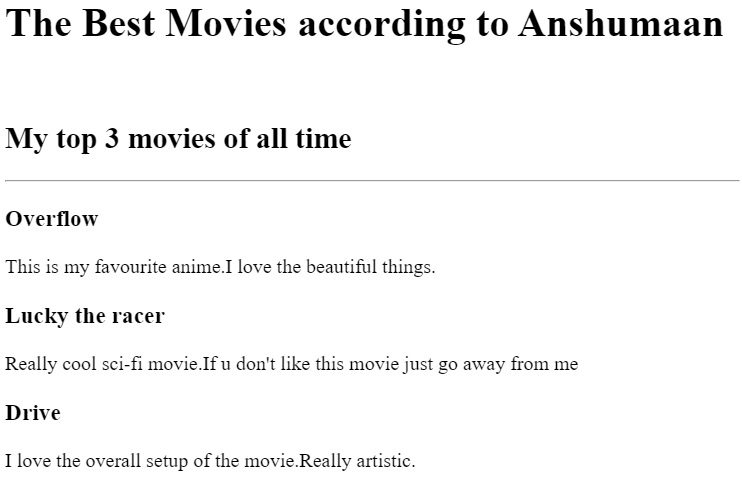 The Best Movies according to Anshumaan
My top 3 movies of all time
Overflow
This is my favourite anime.I love the beautiful things.
Lucky the racer
Really cool sci-fi movie.If u don't like this movie just go away from me
Drive
I love the overall setup of the movie.Really artistic.